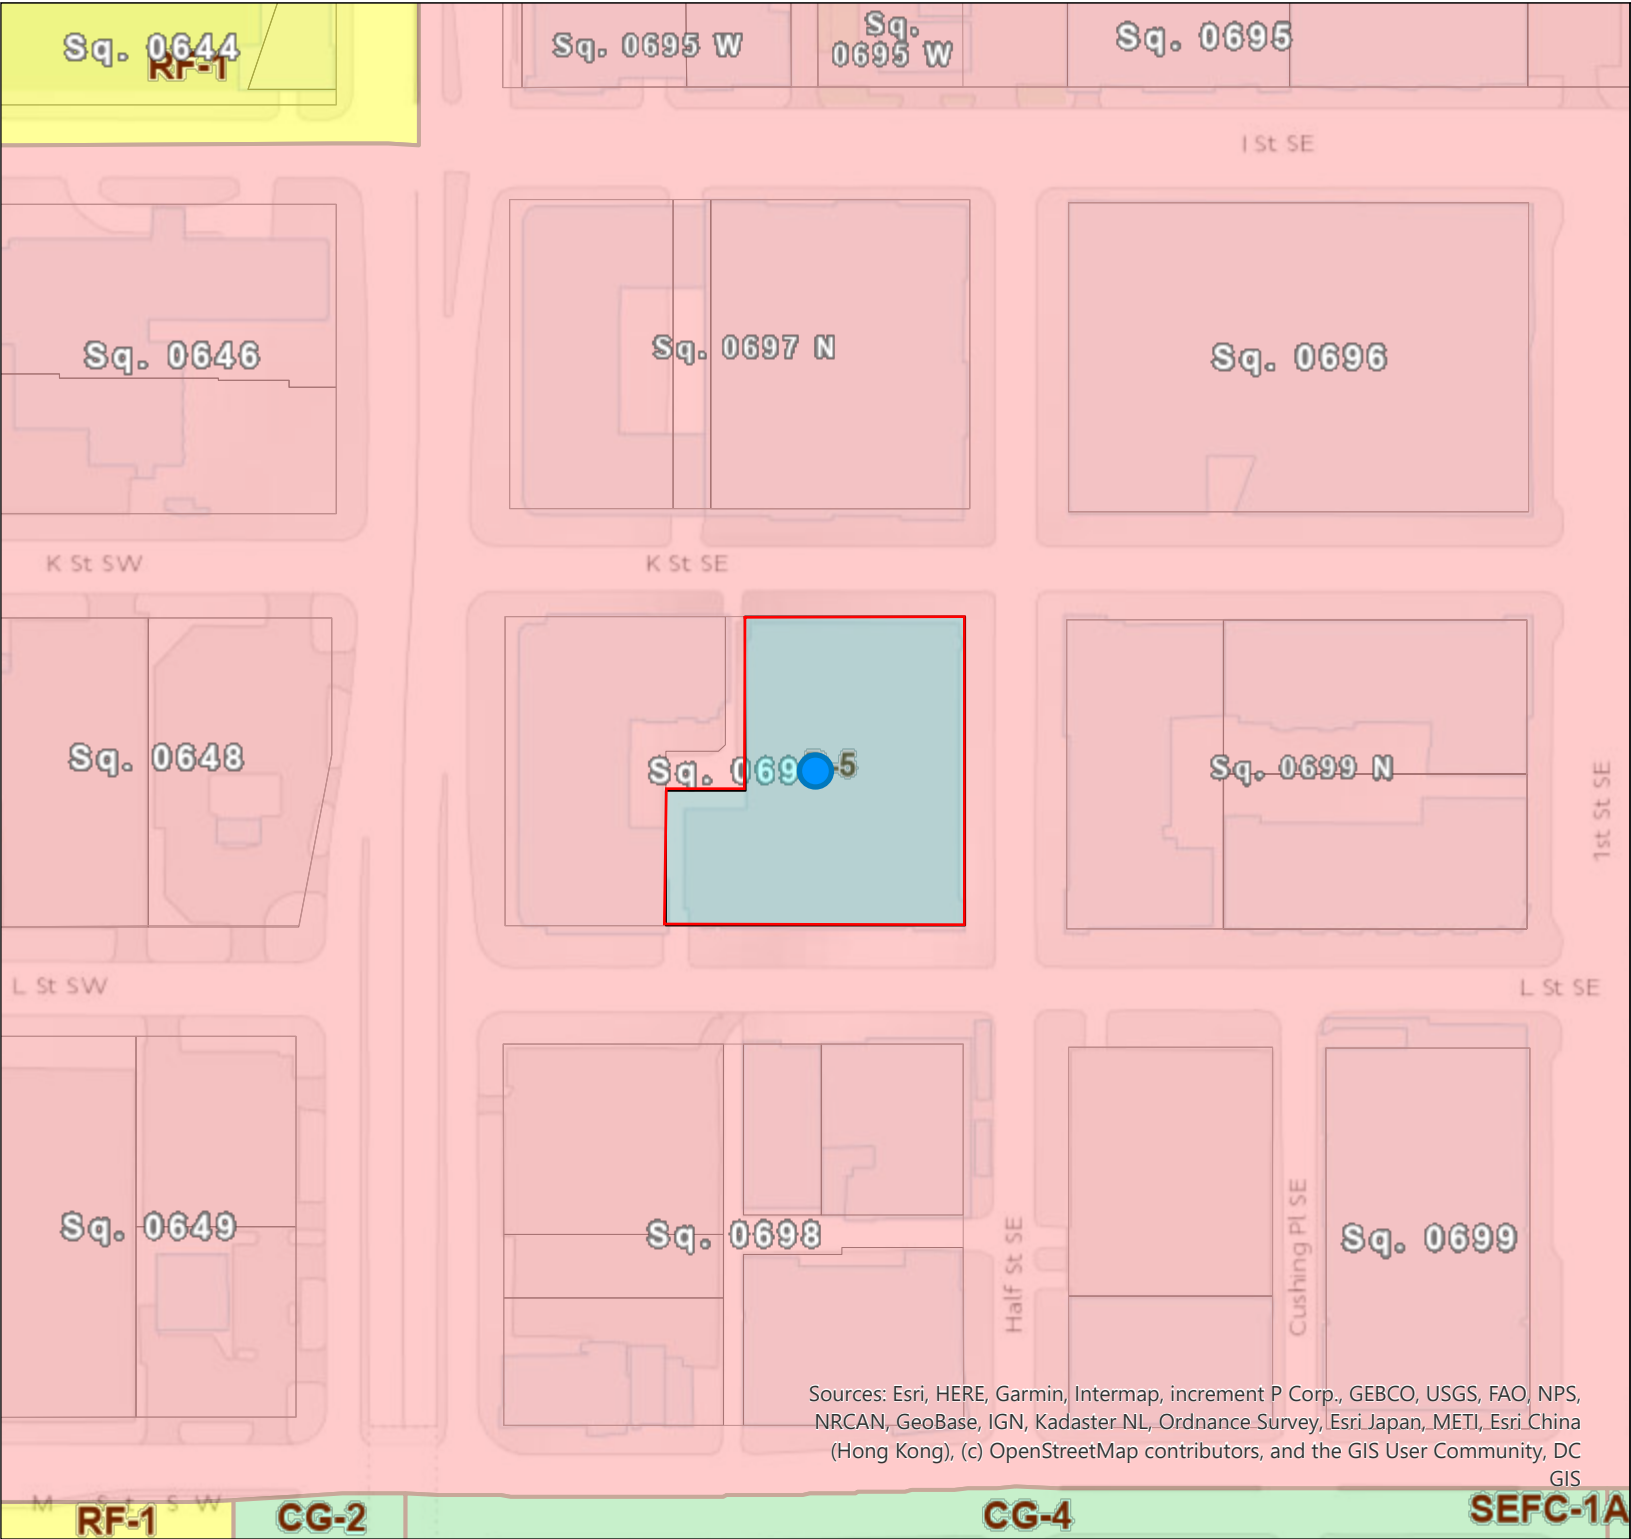 Sq. 0644
RF-1
Sq. 0695 W
Sq.
0695 W
Sq. 0695
I St SE
Sq. 0646
Sq. 0697 N
Sq. 0696
K St SW
K St SE
Sq. 0648
Sq. 069
-5
Sq. 0699 N
1st St SE
L St SW
L St SE
Sq. 0649
Sq. 0698
Half St SE
Cushing Pl SE
Sq. 0699
Sources: Esri, HERE, Garmin, Intermap, increment P Corp., GEBCO, USGS, FAO, NPS,
NRCAN, GeoBase, IGN, Kadaster NL, Ordnance Survey, Esri Japan, METI, Esri China
(Hong Kong), (c) OpenStreetMap contributors, and the GIS User Community, DC
GIS
M St SW
RF-1
CG-2
CG-4
SEFC-1A